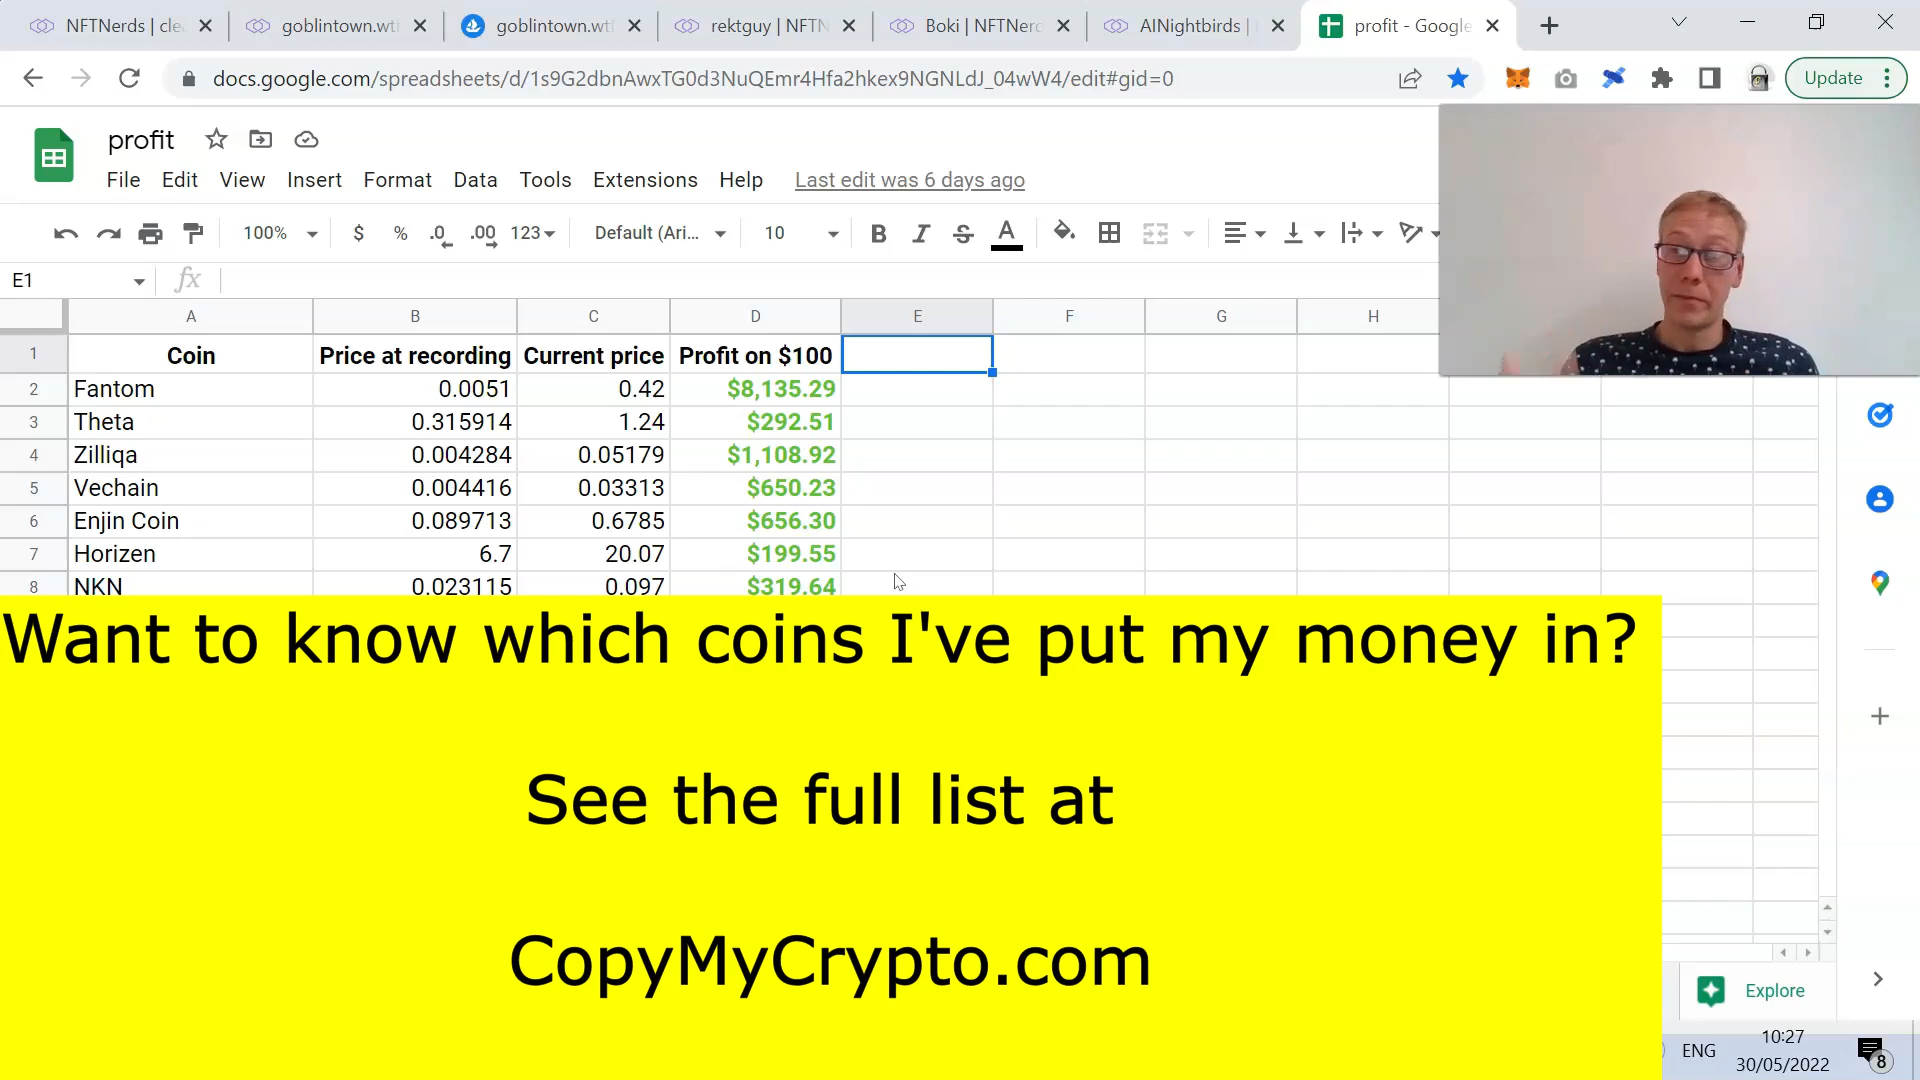 NFTNerds | cle
goblintown.wtf
goblintown.wtf
rektguy | NFTN
Boki | NFTNerd
AINightbirds |
profit - Google
docs.google.com/spreadsheets/d/1s9G2dbnAwxTG0d3NuQEmr4Hfa2hkex9NGNLdJ_04wW4/edit#gid=0
Update
profit
File Edit View Insert Format Data Tools Extensions Help Last edit was 6 days ago
100% $ % .0 .00 123 Default (Ari... 10 B I S A
E1 fx
A B C D E F G H
1 Coin Price at recording Current price Profit on $100
2 Fantom 0.0051 0.42 $8,135.29
3 Theta 0.315914 1.24 $292.51
4 Zilliqa 0.004284 0.05179 $1,108.92
5 Vechain 0.004416 0.03313 $650.23
6 Enjin Coin 0.089713 0.6785 $656.30
7 Horizen 6.7 20.07 $199.55
8 NKN 0.023115 0.097 $319.64
Want to know which coins I've put my money in?
See the full list at
CopyMyCrypto.com
Explore
ENG
10:27
30/05/2022
8